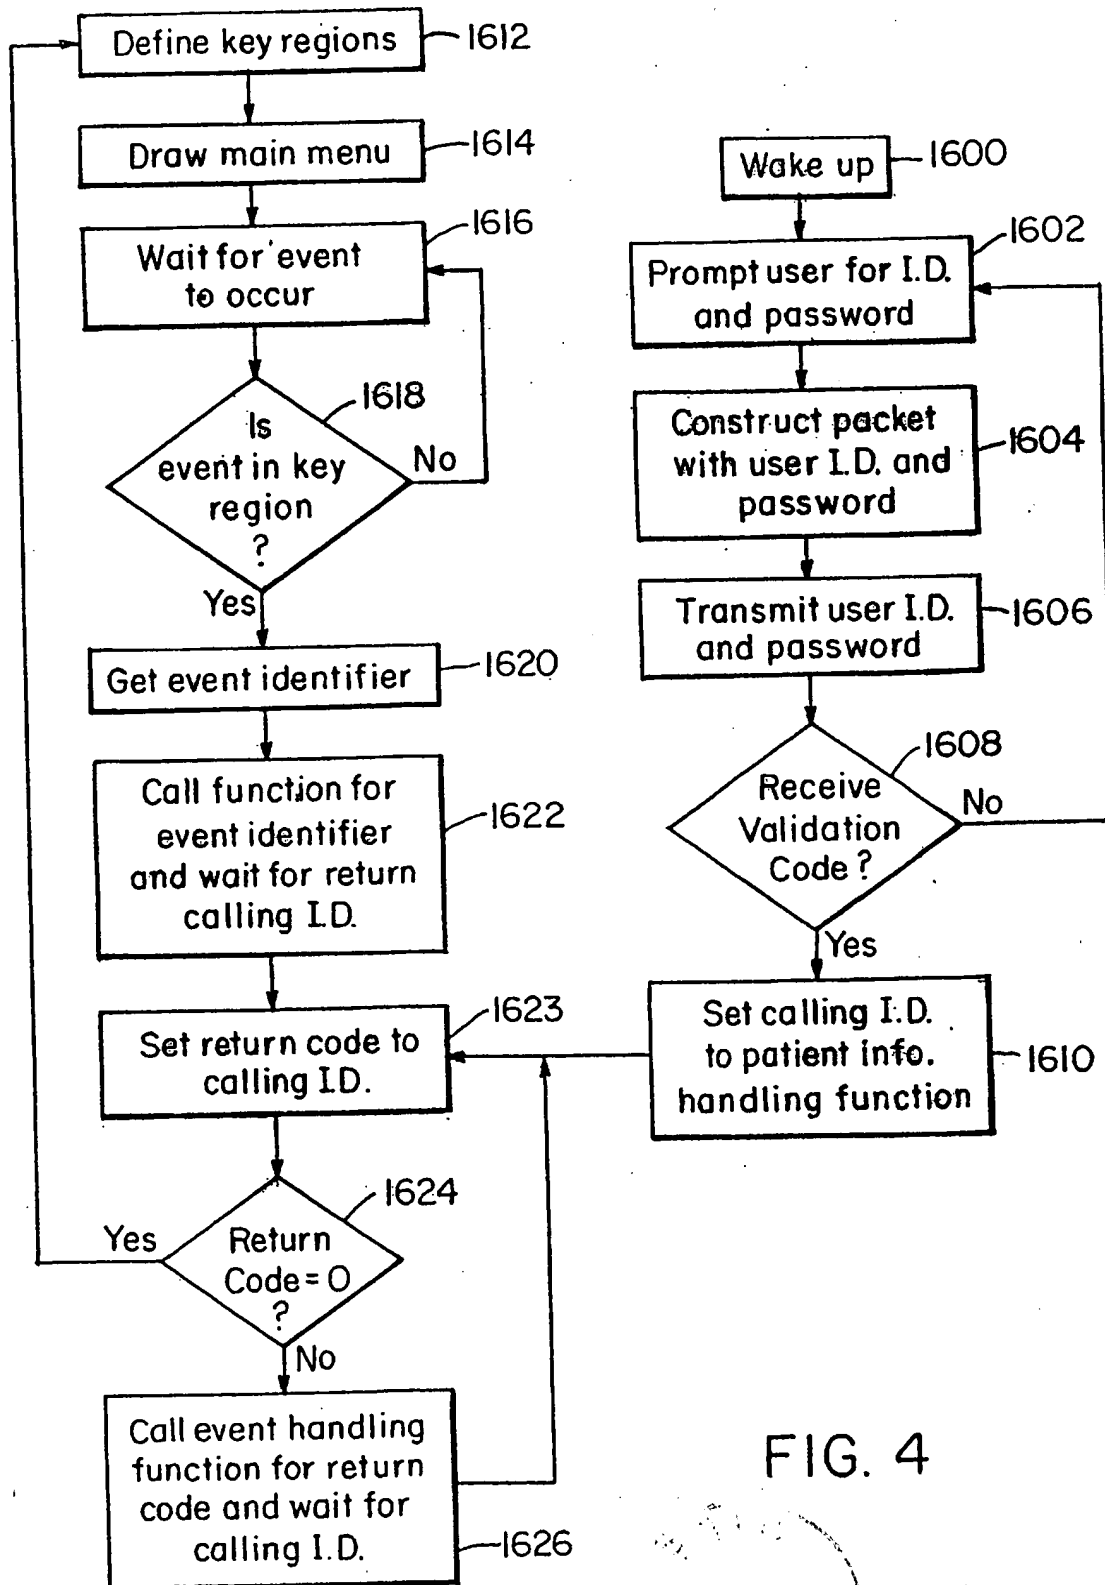 Define key regions
1612
Draw main menu
1614
Wait for event
to occur
1616
Is
event in key
region
?
1618
No
Yes
Get event identifier
1620
Call function for
event identifier
and wait for return
calling I.D.
1622
Set return code to
calling I.D.
1623
Return
Code = 0
?
1624
Yes
No
Call event handling
function for return
code and wait for
calling I.D.
1626
Wake up
1600
Prompt user for I.D.
and password
1602
Construct packet
with user I.D. and
password
1604
Transmit user I.D.
and password
1606
Receive
Validation
Code ?
1608
No
Yes
Set calling I.D.
to patient info.
handling function
1610
FIG. 4